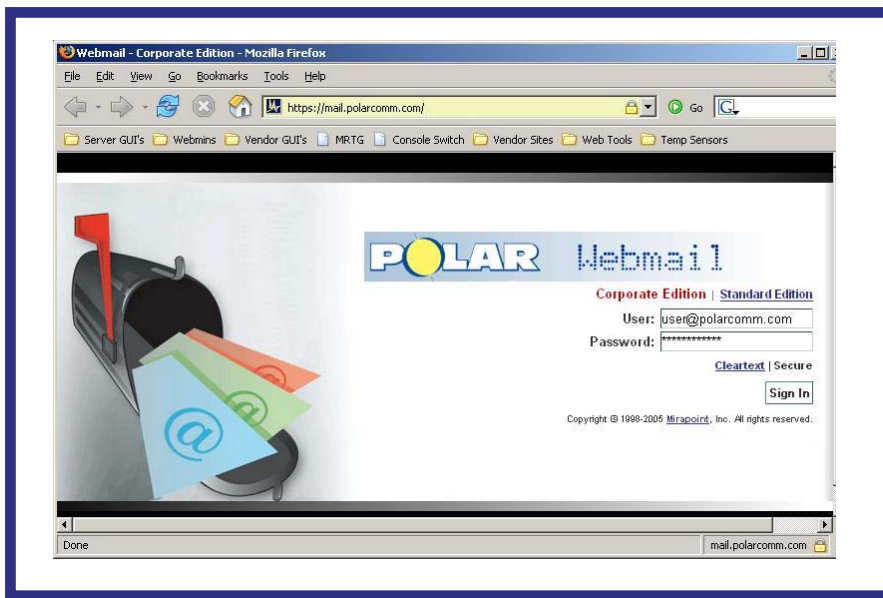 Webmail - Corporate Edition - Mozilla Firefox
File Edit View Go Bookmarks Tools Help
https://mail.polarcomm.com/ Go G
Server GUI's Webmins Vendor GUI's MRTG Console Switch Vendor Sites Web Tools Temp Sensors
POLAR Webmail
Corporate Edition | Standard Edition
User: user@polarcomm.com
Password: ************
Cleartext | Secure
Sign In
Copyright © 1998-2005 Mirapoint, Inc. All rights reserved.
@
@
@
Done mail.polarcomm.com